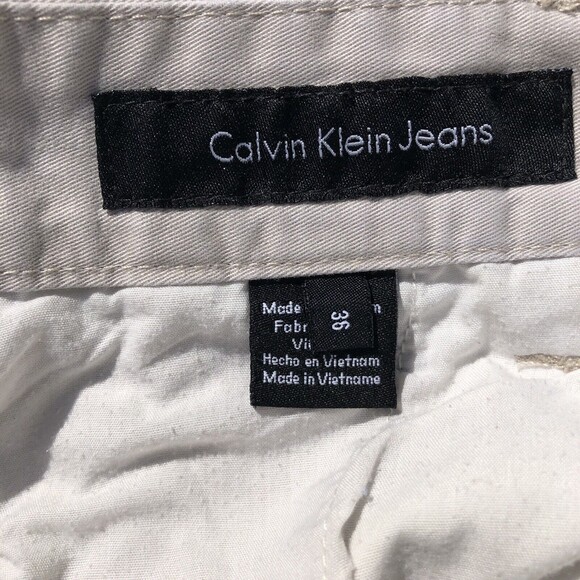 Calvin Klein Jeans
Made
36
Hecho en Vietnam
Made in Vietname